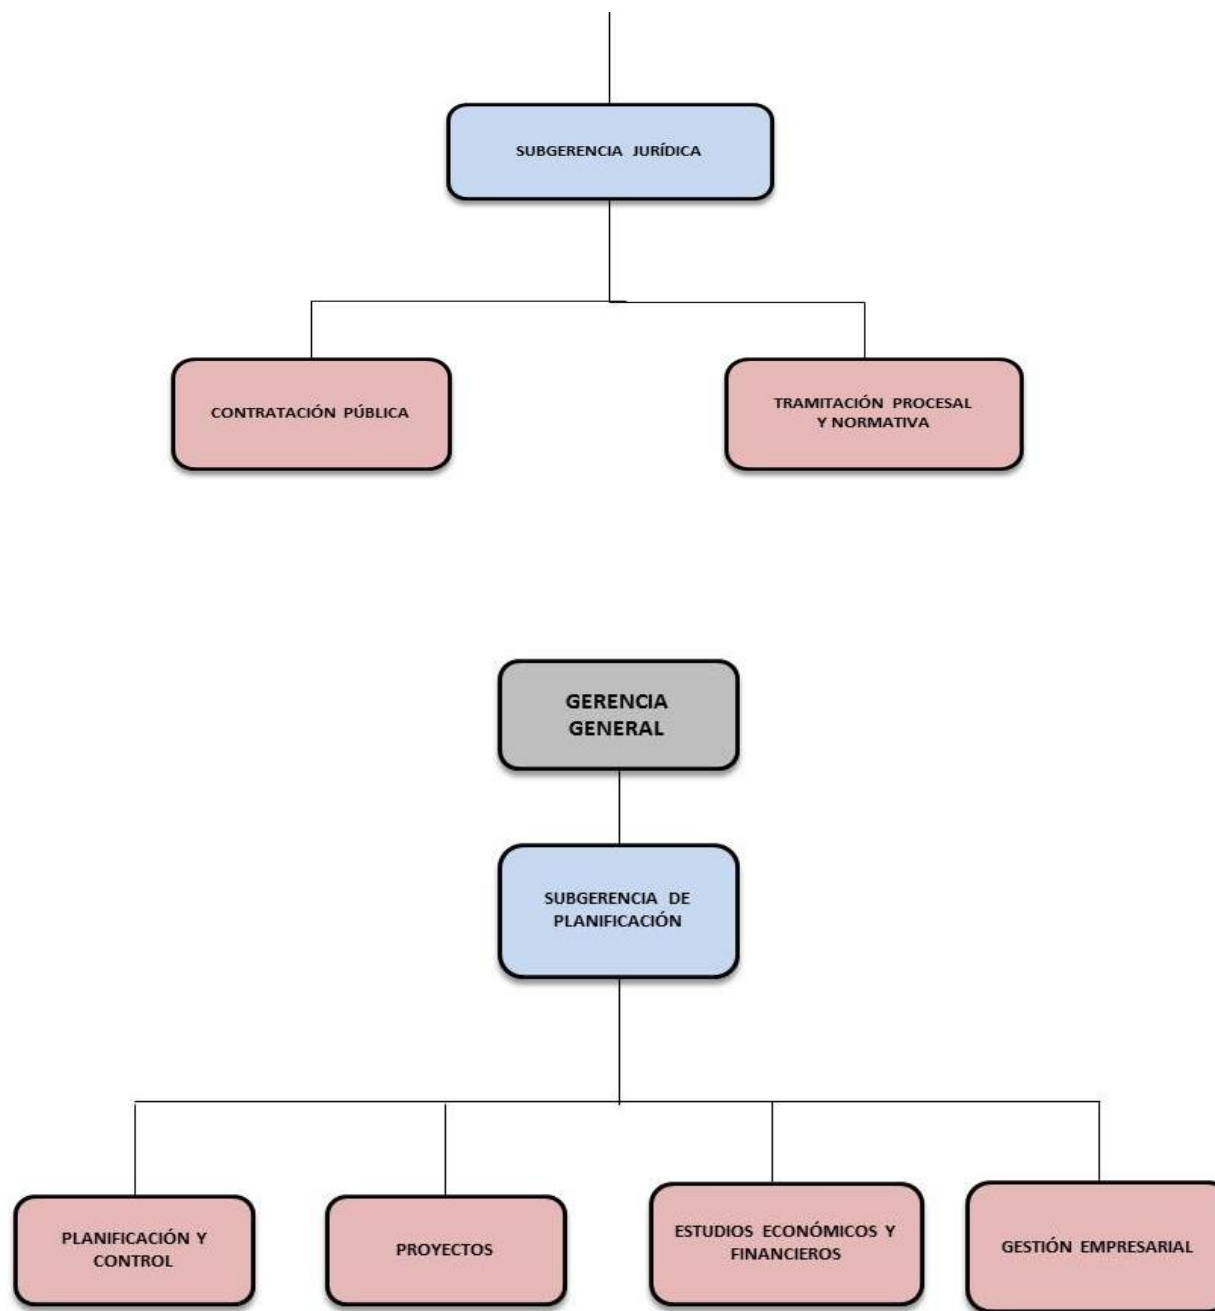 SUBGERENCIA JURÍDICA
CONTRATACIÓN PÚBLICA
TRAMITACIÓN PROCESAL
Y NORMATIVA
GERENCIA
GENERAL
SUBGERENCIA DE
PLANIFICACIÓN
PLANIFICACIÓN Y
CONTROL
PROYECTOS
ESTUDIOS ECONÓMICOS Y
FINANCIEROS
GESTIÓN EMPRESARIAL